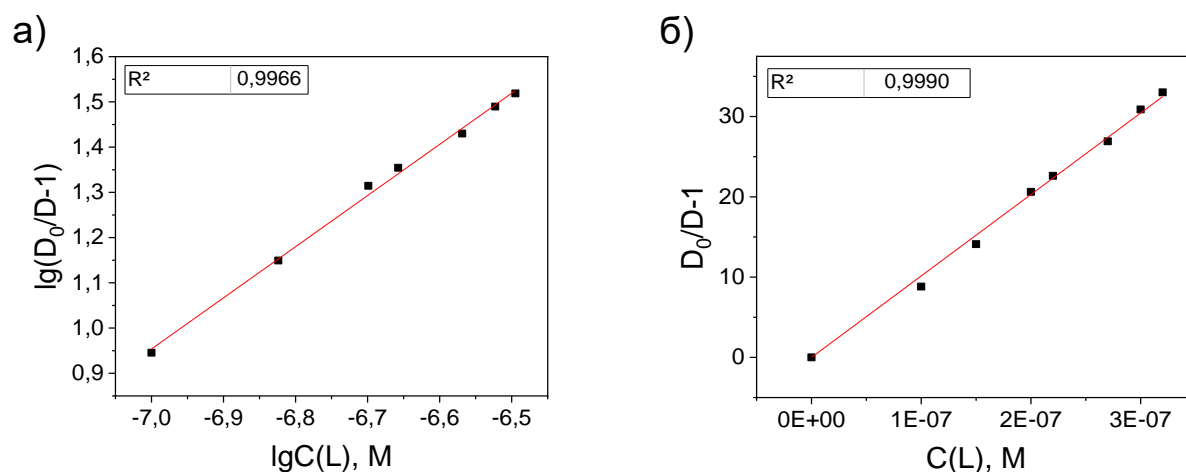 а)
R² 0,9966
lg(D₀/D-1)
1,6
1,5
1,4
1,3
1,2
1,1
1,0
0,9
-7,0 -6,9 -6,8 -6,7 -6,6 -6,5
lgC(L), M
б)
R² 0,9990
D₀/D-1
30
20
10
0
0E+00 1E-07 2E-07 3E-07
C(L), M